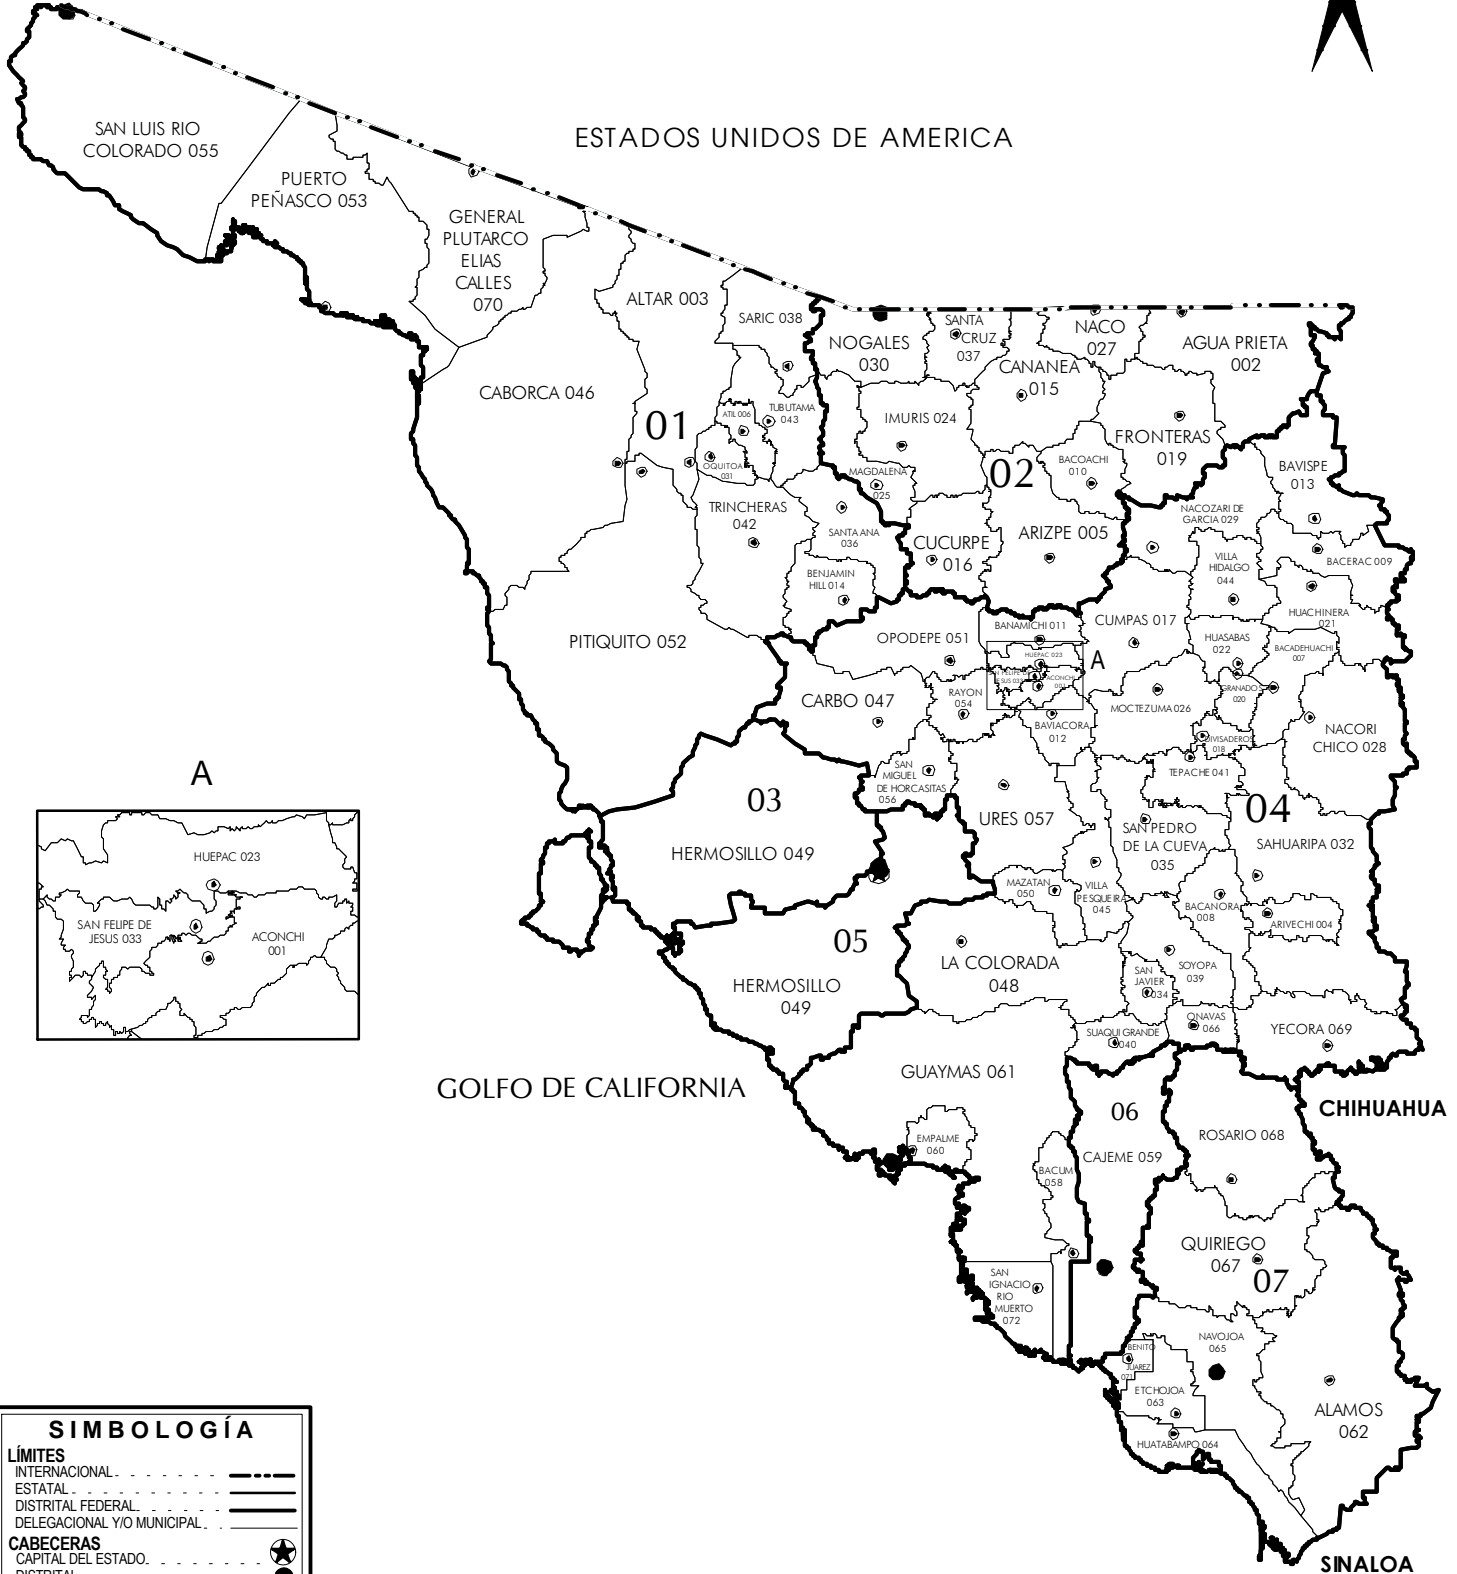 ESTADOS UNIDOS DE AMERICA
SAN LUIS RIO
COLORADO 055
PUERTO
PEÑASCO 053
GENERAL
PLUTARCO
ELIAS
CALLES
070
ALTAR 003
SARIC 038
NOGALES
030
SANTA
CRUZ
037
NACO
027
AGUA PRIETA
002
CABORCA 046
01
ATIL 006
TUBUTAMA
043
OQUITOA
031
IMURIS 024
CANANEA
015
FRONTERAS
019
02
BACOACHI
010
MAGDALENA
025
BAVISPE
013
TRINCHERAS
042
SANTA ANA
036
CUCURPE
016
ARIZPE 005
NACOZARI DE
GARCIA 029
VILLA
HIDALGO
044
BACERAC 009
BENJAMIN
HILL 014
HUACHINERA
021
PITIQUITO 052
OPODEPE 051
BANAMICHI 011
CUMPAS 017
HUASABAS
022
BACADEHUACHI
007
HUEPAC 023
A
ACONCHI
001
CARBO 047
RAYON
054
BAVIACORA
012
MOCTEZUMA 026
GRANADOS
020
DIVISADEROS
018
NACORI
CHICO 028
SAN
MIGUEL
DE HORCASITAS
056
TEPACHE 041
03
HERMOSILLO 049
URES 057
SAN PEDRO
DE LA CUEVA
035
04
SAHUARIPA 032
MAZATAN
050
VILLA
PESQUEIRA
045
BACANORA
008
ARIVECHI 004
A
HUEPAC 023
SAN FELIPE DE
JESUS 033
ACONCHI
001
05
HERMOSILLO
049
LA COLORADA
048
SAN
JAVIER
034
SOYOPA
039
ONAVAS
066
SUAQUI GRANDE
040
YECORA 069
GUAYMAS 061
GOLFO DE CALIFORNIA
06
CAJEME 059
CHIHUAHUA
ROSARIO 068
EMPALME
060
BACUM
058
QUIRIEGO
067
07
SAN
IGNACIO
RIO
MUERTO
072
NAVOJOA
065
BENITO
JUAREZ
071
ETCHOJOA
063
HUATABAMPO 064
ALAMOS
062
SINALOA
SIMBOLOGÍA
LÍMITES
INTERNACIONAL
ESTATAL
DISTRITAL FEDERAL
DELEGACIONAL Y/O MUNICIPAL
CABECERAS
CAPITAL DEL ESTADO